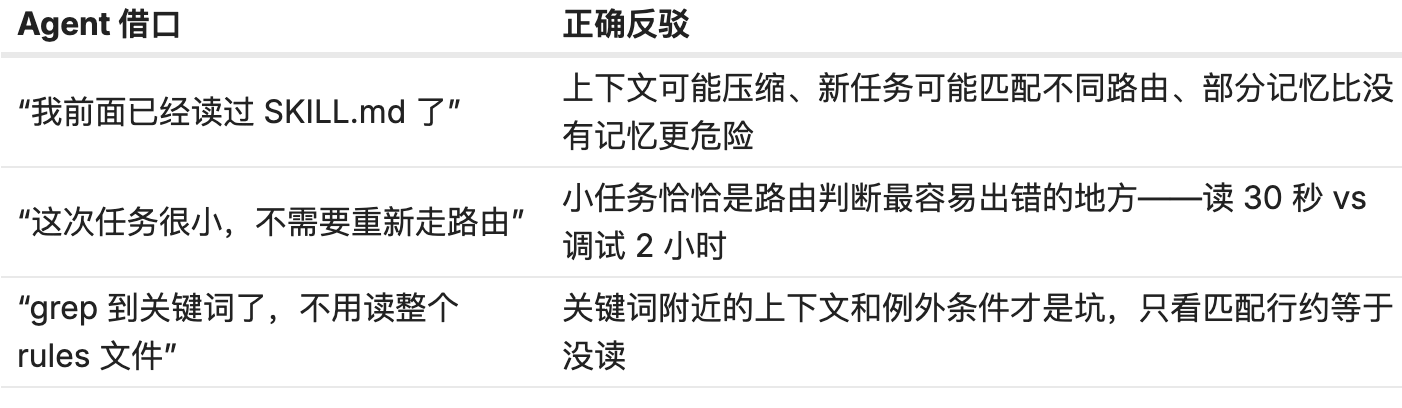 Agent 借口 正确反驳
“我前面已经读过 SKILL.md 了” 上下文可能压缩、新任务可能匹配不同路由、部分记忆比没
有记忆更危险
“这次任务很小，不需要重新走路由” 小任务恰恰是路由判断最容易出错的地方——读 30 秒 vs
调试 2 小时
“grep 到关键词了，不用读整个
rules 文件”
关键词附近的上下文和例外条件才是坑，只看匹配行约等于
没读